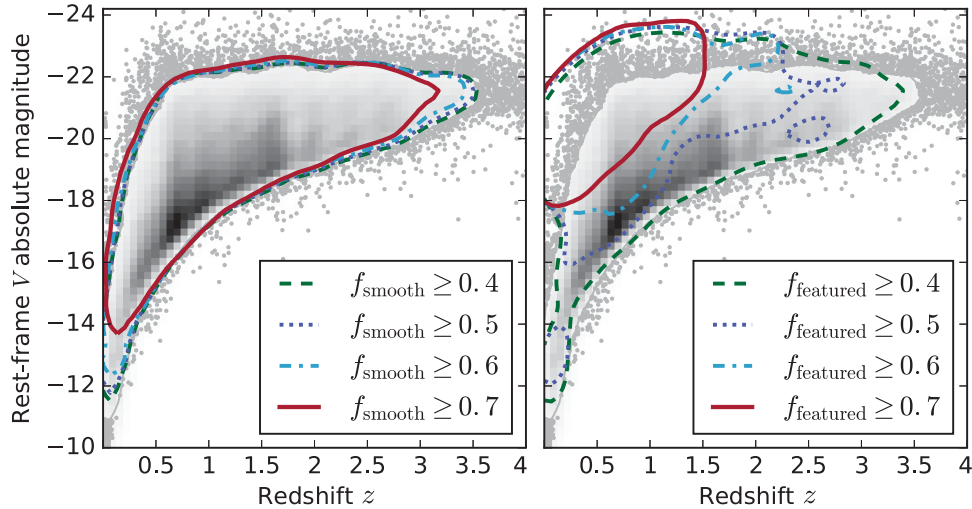 Rest-frame V absolute magnitude
−24
−22
−20
−18
−16
−14
−12
−10
f_smooth ≥ 0.4
f_smooth ≥ 0.5
f_smooth ≥ 0.6
f_smooth ≥ 0.7
0.5 1 1.5 2 2.5 3 3.5 4
Redshift z
f_featured ≥ 0.4
f_featured ≥ 0.5
f_featured ≥ 0.6
f_featured ≥ 0.7
0.5 1 1.5 2 2.5 3 3.5 4
Redshift z